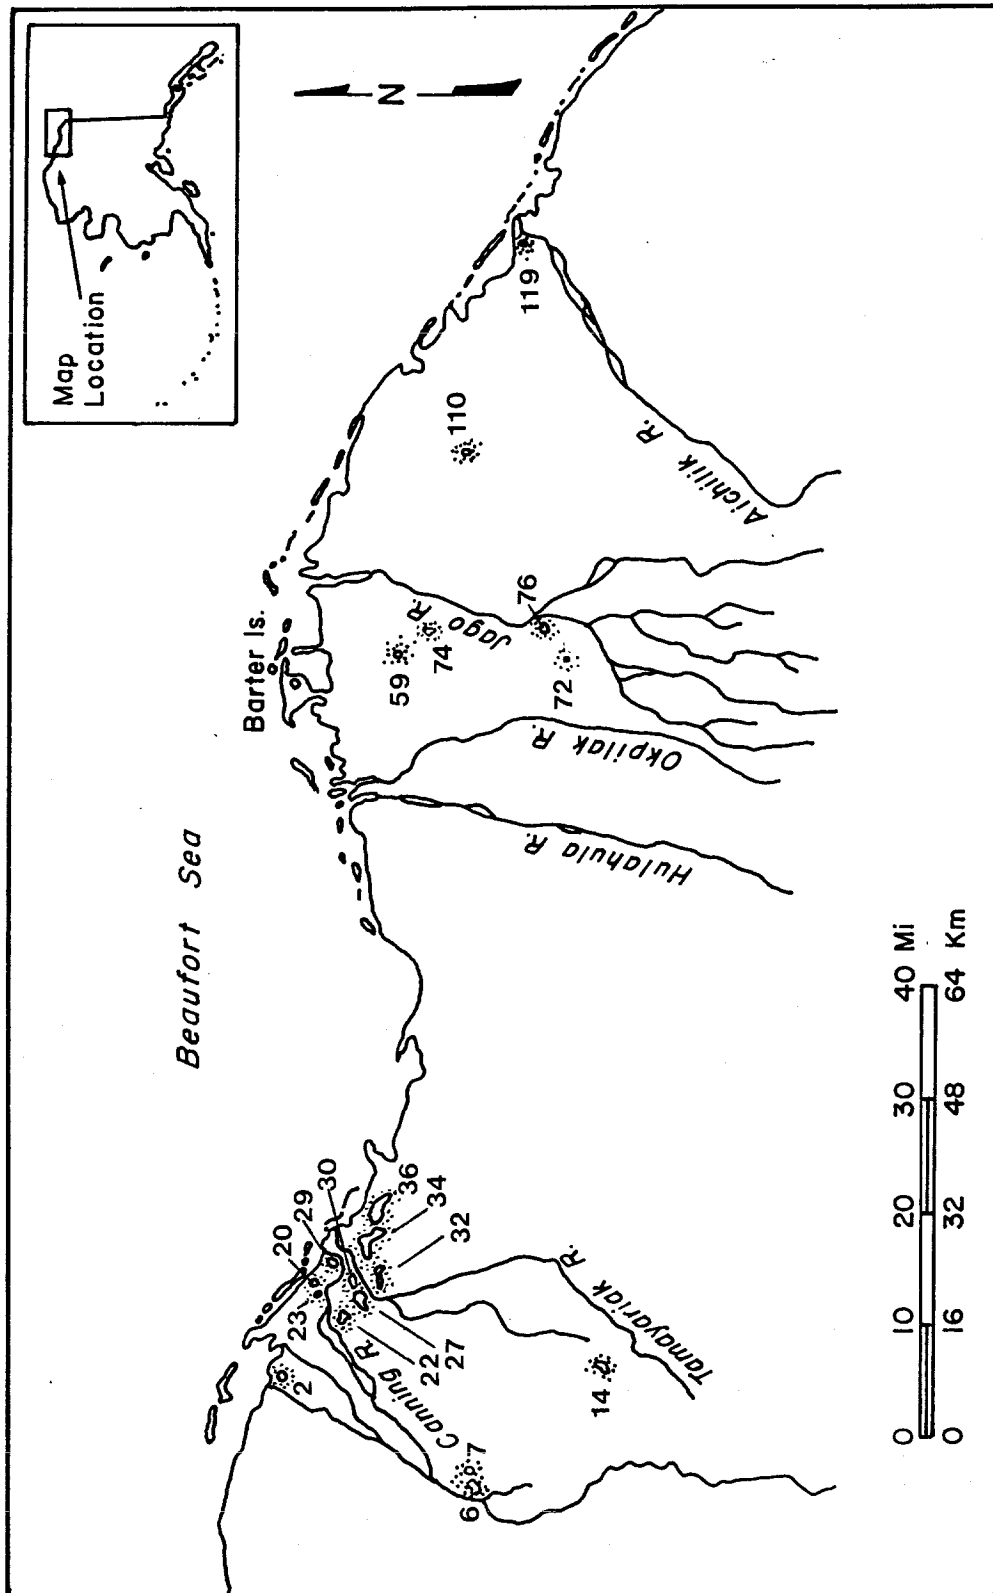 Map
Location
N
Beaufort Sea
Barter Is.
2
20
29
30
23
36
34
32
22
27
Canning R.
6
7
14
Tamayariak R.
Hulahula R.
Okpilak R.
59
74
Jago R.
76
72
110
119
Aichilik R.
0 10 20 30 40 Mi
0 16 32 48 64 Km